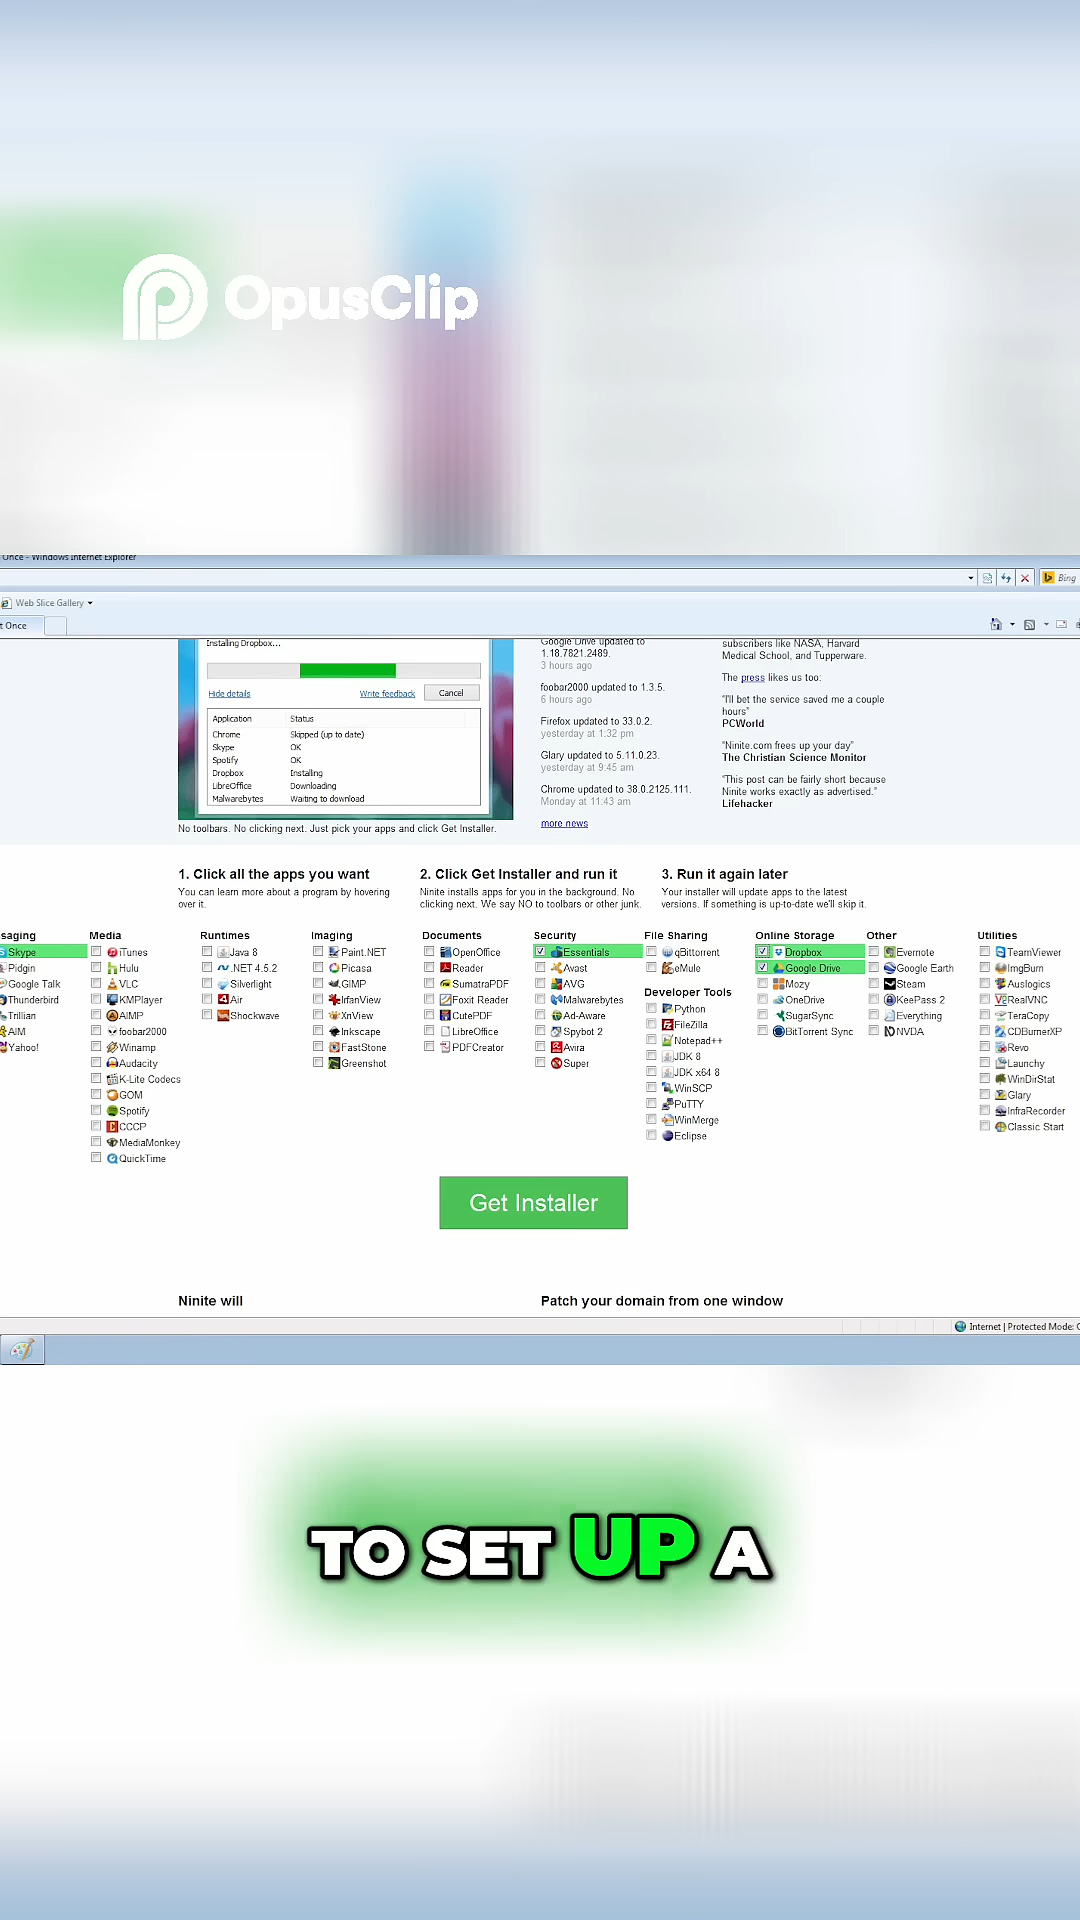 OpusClip
Once - Windows Internet Explorer
Bing
Web Slice Gallery
t Once
Installing Dropbox...
Hide details
Write feedback
Cancel
Application Status
Chrome Skipped (up to date)
Skype OK
Spotify OK
Dropbox Installing
LibreOffice Downloading
Malwarebytes Waiting to download
No toolbars. No clicking next. Just pick your apps and click Get Installer.
Google Drive updated to
1.18.7821.2489.
3 hours ago
foobar2000 updated to 1.3.5.
6 hours ago
Firefox updated to 33.0.2.
yesterday at 1:32 pm
Glary updated to 5.11.0.23.
yesterday at 9:45 am
Chrome updated to 38.0.2125.111.
Monday at 11:43 am
more news
subscribers like NASA, Harvard
Medical School, and Tupperware.
The press likes us too:
"I'll bet the service saved me a couple
hours"
PCWorld
"Ninite.com frees up your day"
The Christian Science Monitor
"This post can be fairly short because
Ninite works exactly as advertised."
Lifehacker
1. Click all the apps you want
You can learn more about a program by hovering
over it.
2. Click Get Installer and run it
Ninite installs apps for you in the background. No
clicking next. We say NO to toolbars or other junk.
3. Run it again later
Your installer will update apps to the latest
versions. If something is up-to-date we'll skip it.
saging
Skype
Pidgin
Google Talk
Thunderbird
Trillian
AIM
Yahoo!
Media
iTunes
Hulu
VLC
KMPlayer
AIMP
foobar2000
Winamp
Audacity
K-Lite Codecs
GOM
Spotify
CCCP
MediaMonkey
QuickTime
Runtimes
Java 8
.NET 4.5.2
Silverlight
Air
Shockwave
Imaging
Paint.NET
Picasa
GIMP
IrfanView
XnView
Inkscape
FastStone
Greenshot
Documents
OpenOffice
Reader
SumatraPDF
Foxit Reader
CutePDF
LibreOffice
PDFCreator
Security
Essentials
Avast
AVG
Malwarebytes
Ad-Aware
Spybot 2
Avira
Super
File Sharing
qBittorrent
eMule
Developer Tools
Python
FileZilla
Notepad++
JDK 8
JDK x64 8
WinSCP
PuTTY
WinMerge
Eclipse
Online Storage
Dropbox
Google Drive
Mozy
OneDrive
SugarSync
BitTorrent Sync
Other
Evernote
Google Earth
Steam
KeePass 2
Everything
NVDA
Utilities
TeamViewer
ImgBurn
Auslogics
RealVNC
TeraCopy
CDBurnerXP
Revo
Launchy
WinDirStat
Glary
InfraRecorder
Classic Start
Get Installer
Ninite will
Patch your domain from one window
Internet | Protected Mode:
TO SET UP A